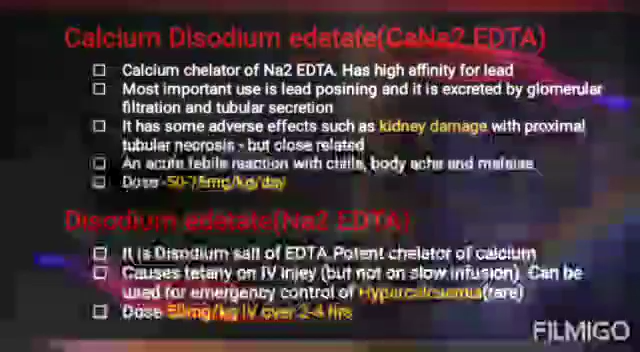 Calcium Disodium edetate(CaNa2 EDTA)
Calcium chelator of Na2 EDTA. Has high affinity for lead
Most important use is lead posining and it is excreted by glomerular
filtration and tubular secretion
It has some adverse effects such as kidney damage with proximal
tubular necrosis - but close related
An acute febile reaction with chills, body ache and malaise
Dose -50-75mg/kg/day
Disodium edetate(Na2 EDTA)
It is Disodium salt of EDTA Potent chelator of calcium
Causes tetany on IV injey (but not on slow infusion). Can be
used for emergency control of Hypercalcaemia(rare)
Dose 50mg/kg IV over 2-4 hrs
FILMIGO